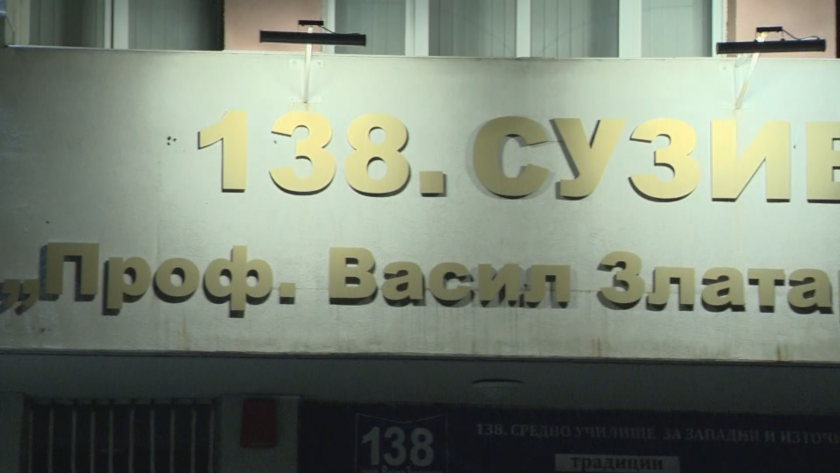 138. СУЗИЕ
„Проф. Васил Злата
138
138. СРЕДНО УЧИЛИЩЕ ЗА ЗАПАДНИ И ИЗТОЧ
традиции